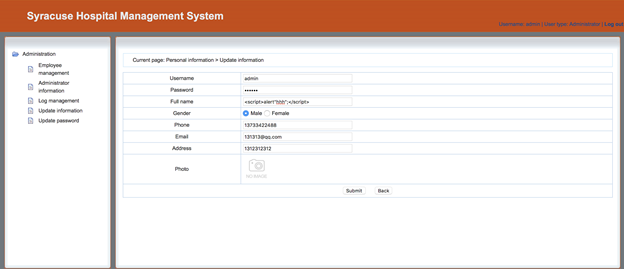 Syracuse Hospital Management System
Username: admin | User type: Administrator | Log out
Administration
Employee
management
Administrator
information
Log management
Update information
Update password
Current page: Personal information > Update information
Username admin
Password ••••••
Full name <script>alert"hhh";</script>
Gender Male Female
Phone 13733422488
Email 131313@qq.com
Address 1312312312
Photo NO IMAGE
Submit Back